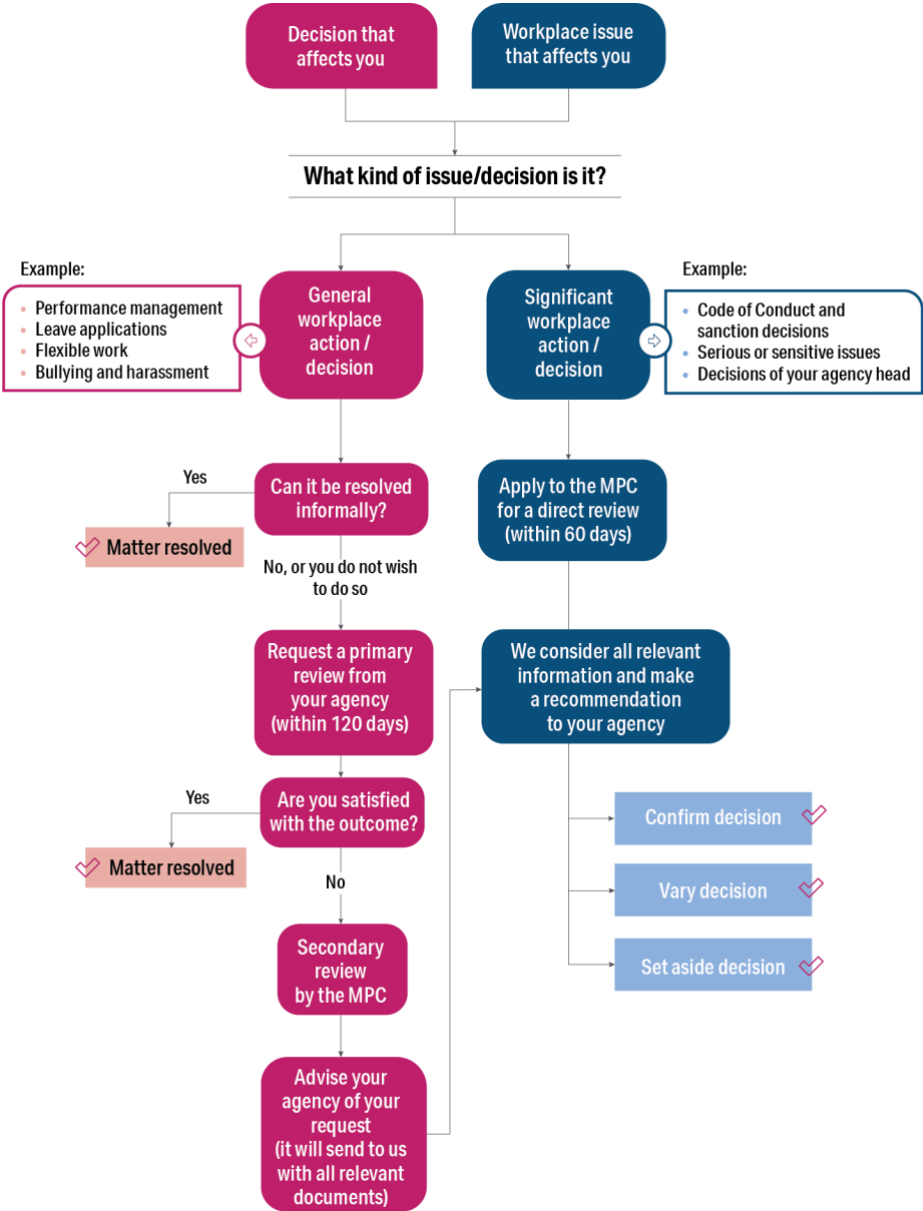 Decision that
affects you
Workplace issue
that affects you
What kind of issue/decision is it?
Example:
• Performance management
• Leave applications
• Flexible work
• Bullying and harassment
General
workplace
action /
decision
Significant
workplace
action /
decision
Example:
• Code of Conduct and
sanction decisions
• Serious or sensitive issues
• Decisions of your agency head
Can it be resolved
informally?
Yes
Matter resolved
No, or you do not wish
to do so
Apply to the MPC
for a direct review
(within 60 days)
Request a primary
review from
your agency
(within 120 days)
We consider all relevant
information and make
a recommendation
to your agency
Are you satisfied
with the outcome?
Yes
Matter resolved
No
Secondary
review
by the MPC
Advise your
agency of your
request
(it will send to us
with all relevant
documents)
Confirm decision
Vary decision
Set aside decision